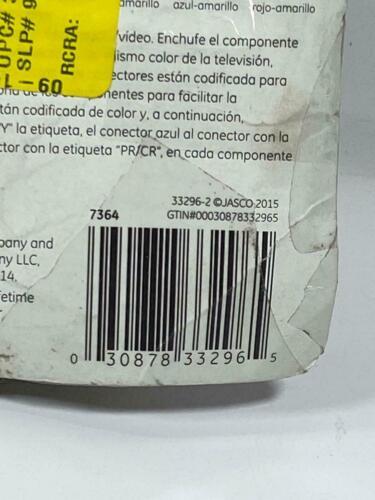 amarillo azul-amarillo rojo-amarillo
UPC#
SLP# 9
60
RCRA:
/video. Enchufe el componente
lismo color de la televisión,
ectores están codificada para
nentes para facilitar la
tán codificada de color y, a continuación,
Y" la etiqueta, el conector azul al conector con la
ctor con la etiqueta "PR/CR", en cada componente
33296-2 ©JASCO 2015
7364 GTIN#00030878332965
pany and
ny LLC,
14.
fetime
0 30878 33296 5